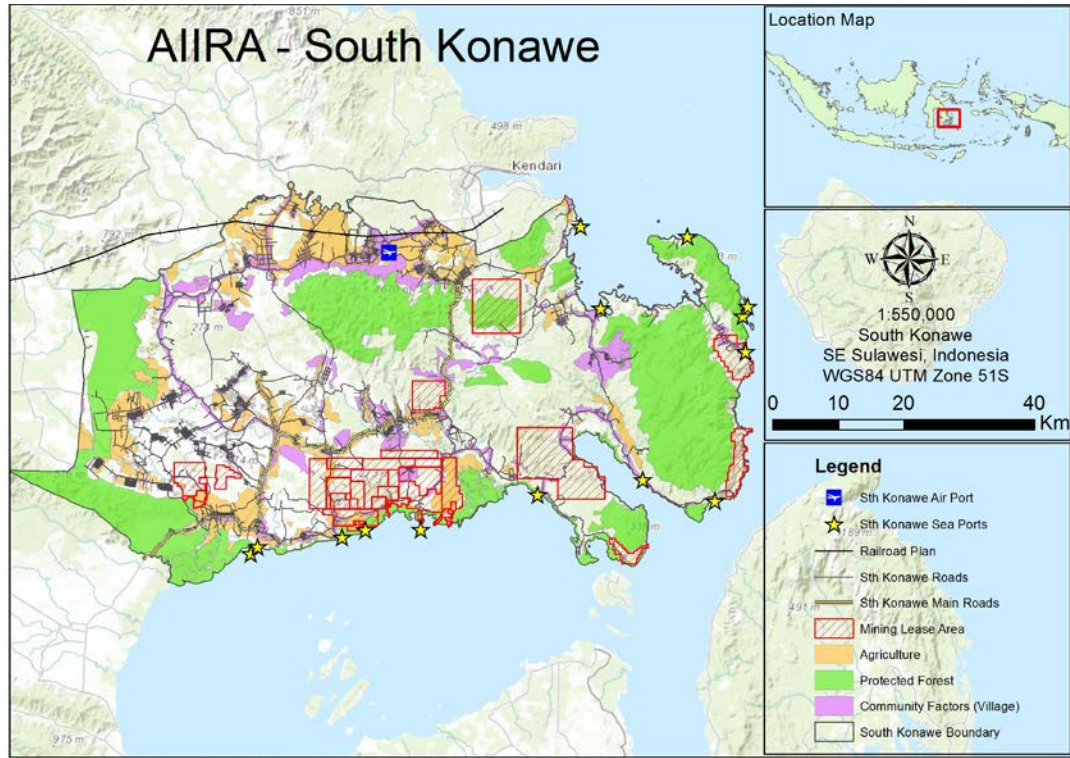 AIIRA - South Konawe
851 m
498 m
Kendari
792 m
274 m
339 m
975 m
Location Map
N
W E
S
1:550,000
South Konawe
SE Sulawesi, Indonesia
WGS84 UTM Zone 51S
0 10 20 40
Km
Legend
Sth Konawe Air Port
Sth Konawe Sea Ports
Railroad Plan
Sth Konawe Roads
Sth Konawe Main Roads
Mining Lease Area
Agriculture
Protected Forest
Community Factors (Village)
South Konawe Boundary
189 m
491 m